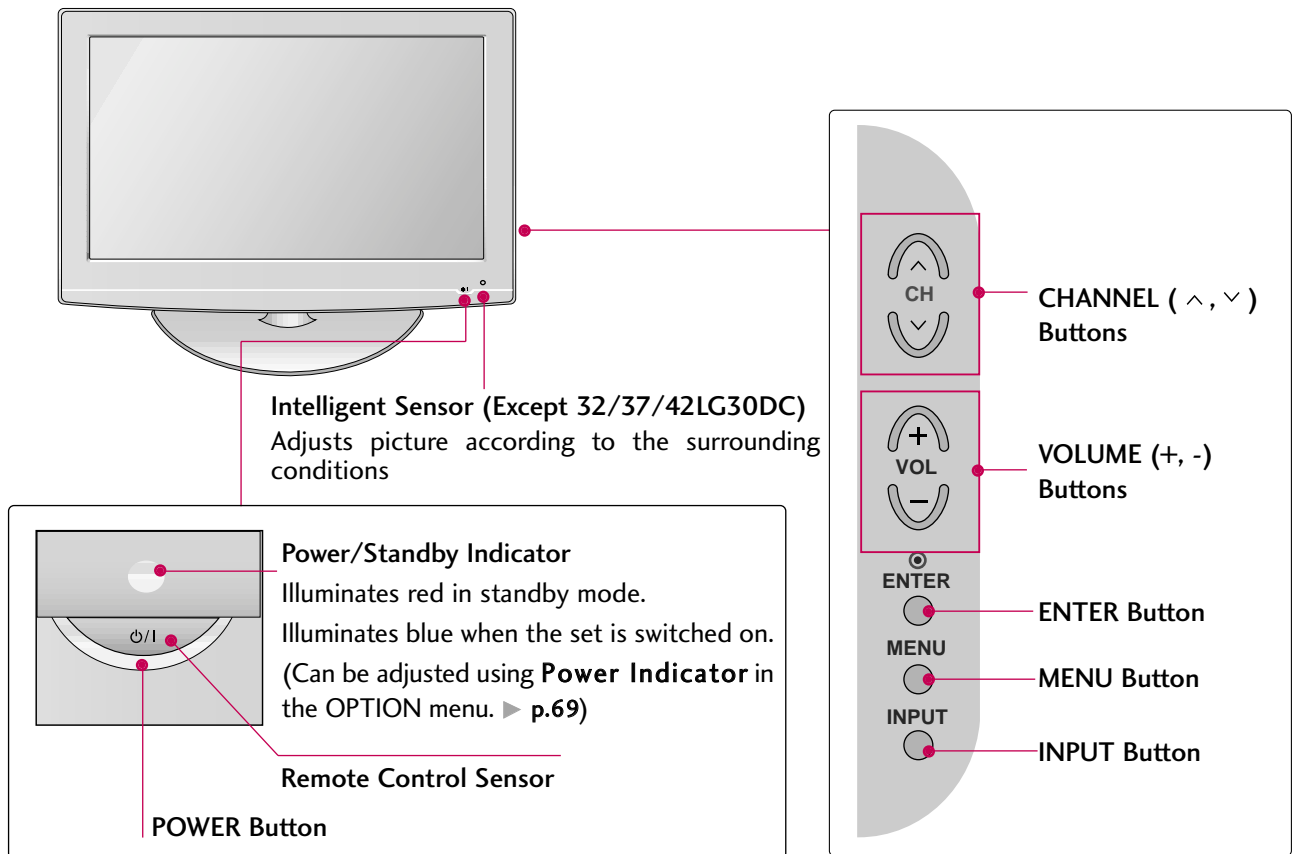 Intelligent Sensor (Except 32/37/42LG30DC)
Adjusts picture according to the surrounding
conditions
Power/Standby Indicator
Illuminates red in standby mode.
Illuminates blue when the set is switched on.
(Can be adjusted using Power Indicator in
the OPTION menu. ▶ p.69)
⏻/I
Remote Control Sensor
POWER Button
CH
CHANNEL ( ∧, ∨ )
Buttons
+
VOL
-
VOLUME (+, -)
Buttons
ENTER
ENTER Button
MENU
MENU Button
INPUT
INPUT Button